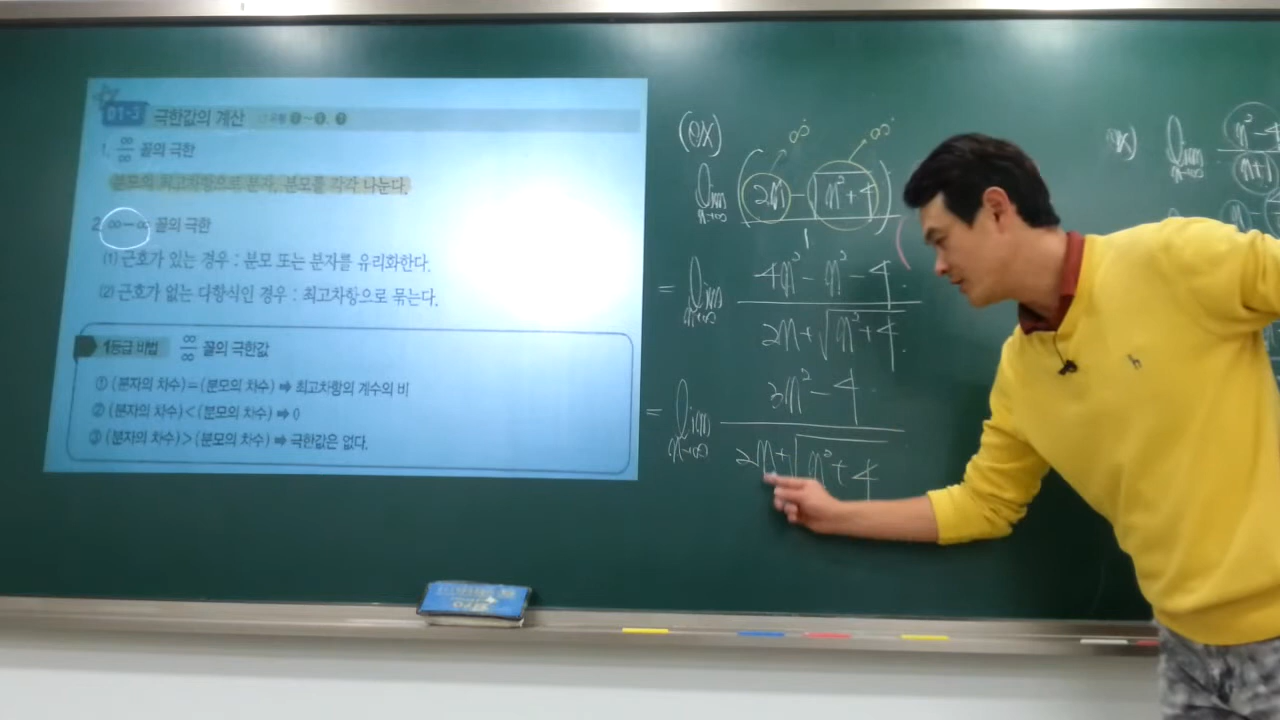 01-3 극한값의 계산
1. ∞/∞ 꼴의 극한
분모의 최고차항으로 분자, 분모를 각각 나눈다.
2. ∞-∞ 꼴의 극한
(1) 근호가 있는 경우 : 분모 또는 분자를 유리화한다.
(2) 근호가 없는 다항식인 경우 : 최고차항으로 묶는다.
1등급 비법 ∞/∞ 꼴의 극한값
① (분자의 차수)=(분모의 차수) ➡ 최고차항의 계수의 비
② (분자의 차수)<(분모의 차수) ➡ 0
③ (분자의 차수)>(분모의 차수) ➡ 극한값은 없다.
(ex)
∞ ∞
lim n→∞ (2n-√(n²+4)) / 1
= lim n→∞ (4n²-n²-4) / (2n+√(n²+4))
= lim n→∞ (3n²-4) / (2n+√(n²+4))
lim n→∞